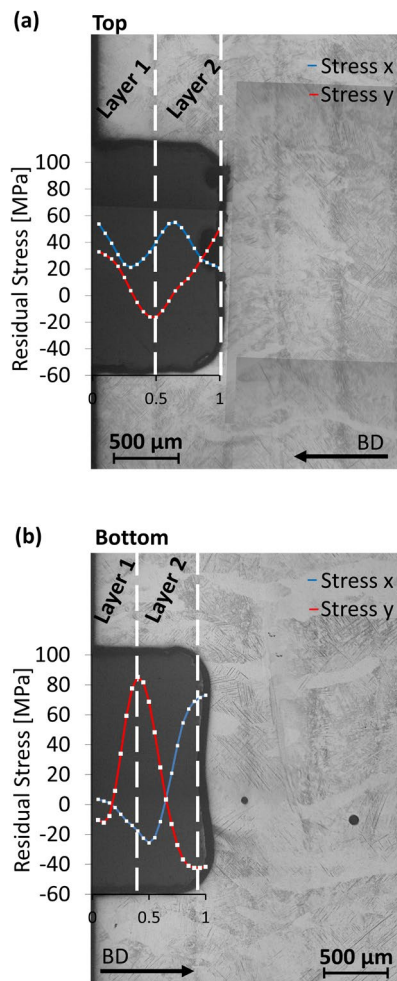 (a)
Top
Layer 1
Layer 2
Stress x
Stress y
Residual Stress [MPa]
100
80
60
40
20
0
-20
-40
-60
0
0.5
1
500 µm
BD
(b)
Bottom
Layer 1
Layer 2
Stress x
Stress y
Residual Stress [MPa]
100
80
60
40
20
0
-20
-40
-60
0
0.5
1
BD
500 µm